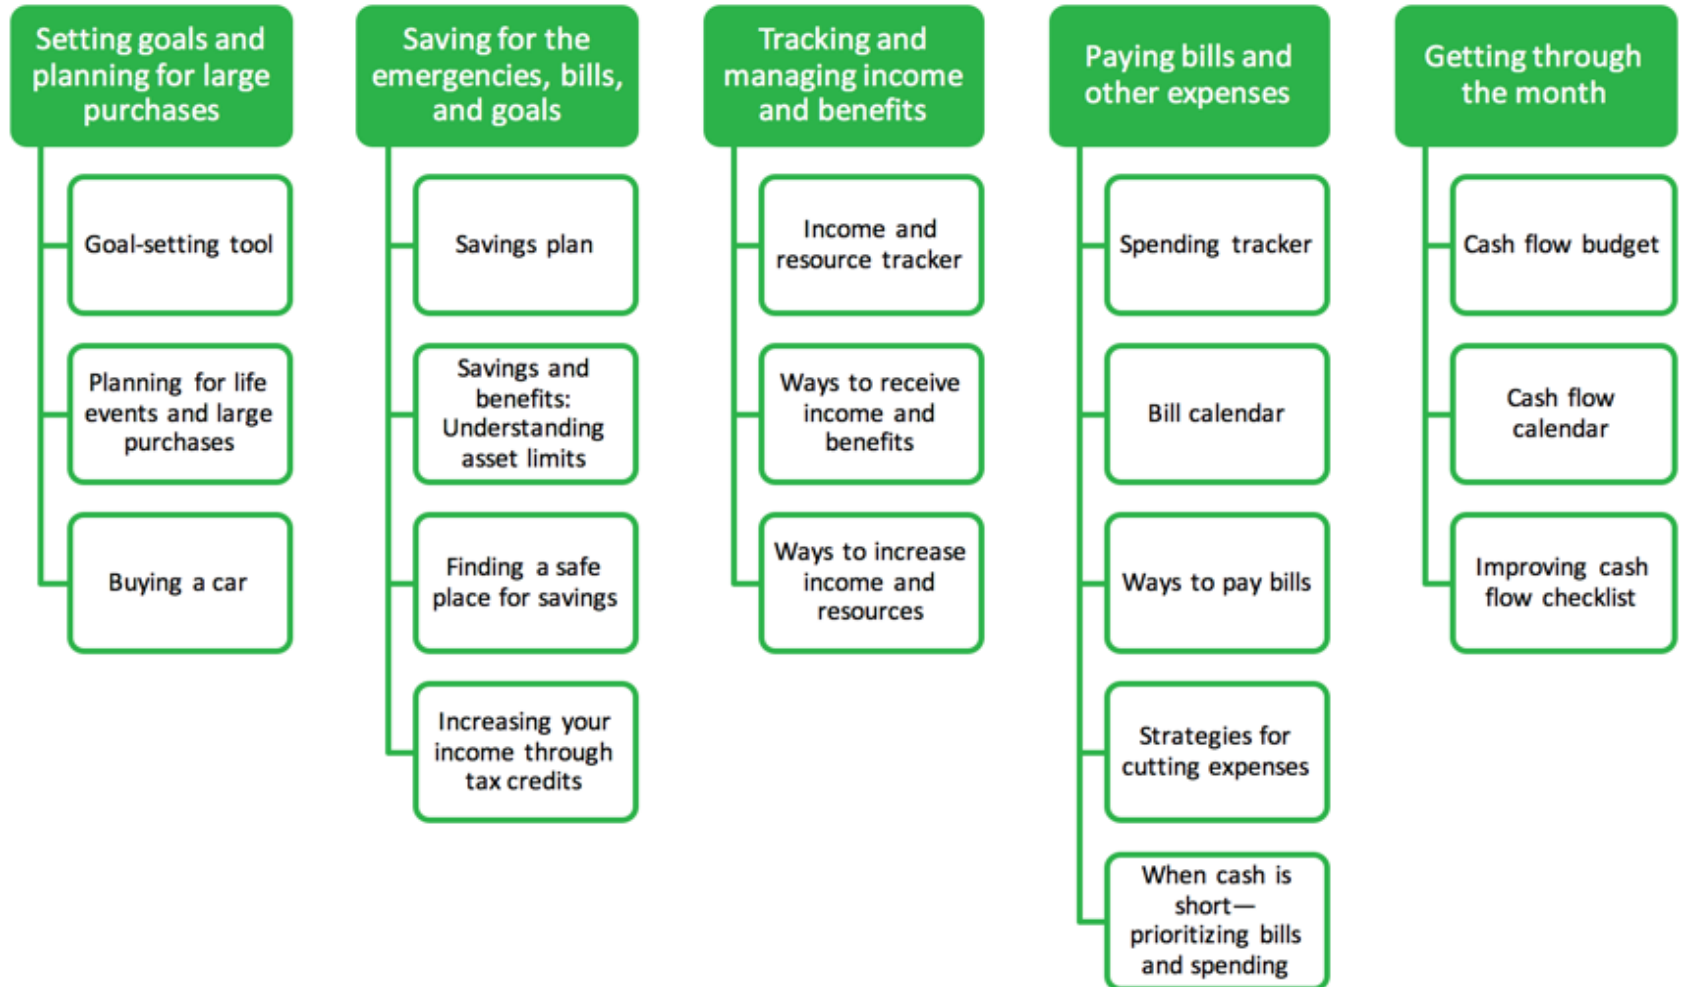 Setting goals and
planning for large
purchases
Goal-setting tool
Planning for life
events and large
purchases
Buying a car
Saving for the
emergencies, bills,
and goals
Savings plan
Savings and
benefits:
Understanding
asset limits
Finding a safe
place for savings
Increasing your
income through
tax credits
Tracking and
managing income
and benefits
Income and
resource tracker
Ways to receive
income and
benefits
Ways to increase
income and
resources
Paying bills and
other expenses
Spending tracker
Bill calendar
Ways to pay bills
Strategies for
cutting expenses
When cash is
short—
prioritizing bills
and spending
Getting through
the month
Cash flow budget
Cash flow
calendar
Improving cash
flow checklist